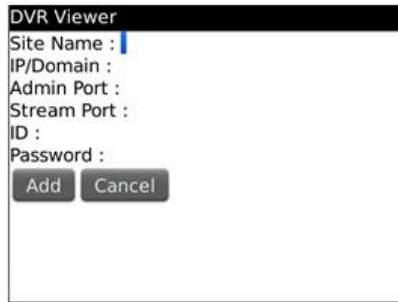 DVR Viewer
Site Name :
IP/Domain :
Admin Port :
Stream Port :
ID :
Password :
Add Cancel